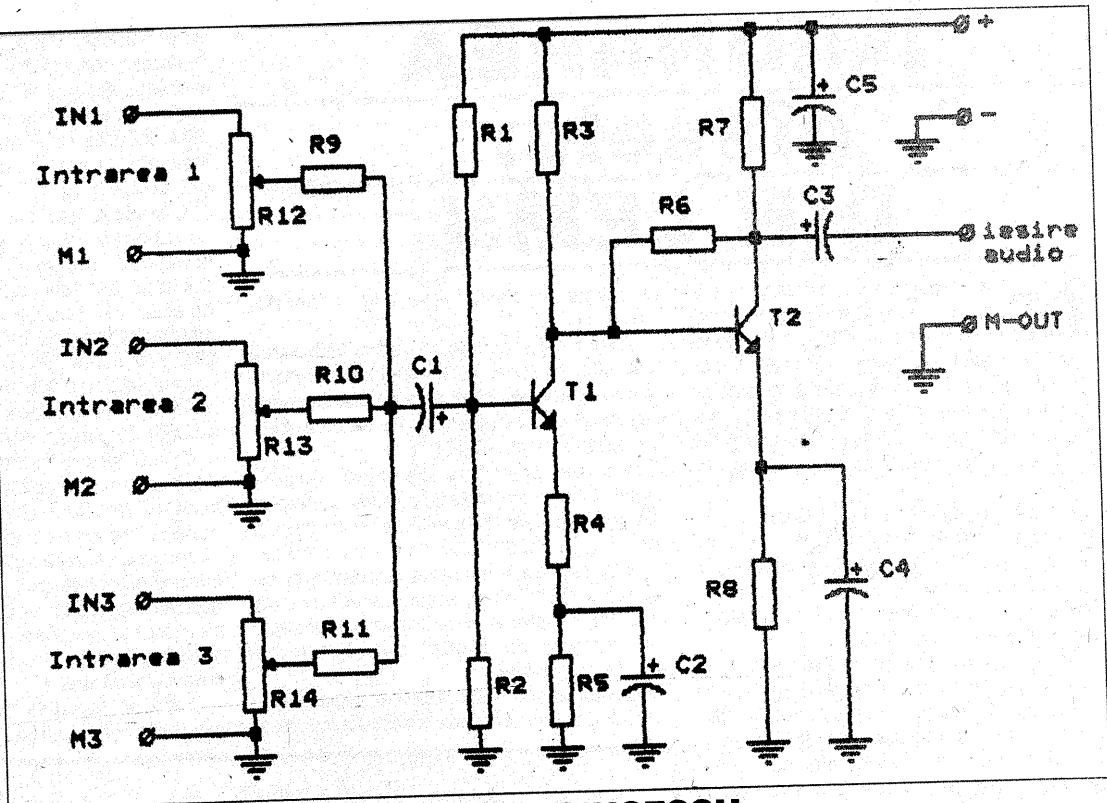 +
C5
IN1
R9
R1
R3
R7
-
Intrarea 1
R12
R6
C3
iesire
audio
M1
T2
M-OUT
IN2
R10
C1
T1
Intrarea 2
R13
M2
R4
C4
R8
IN3
R11
Intrarea 3
R14
R2
R5
C2
M3